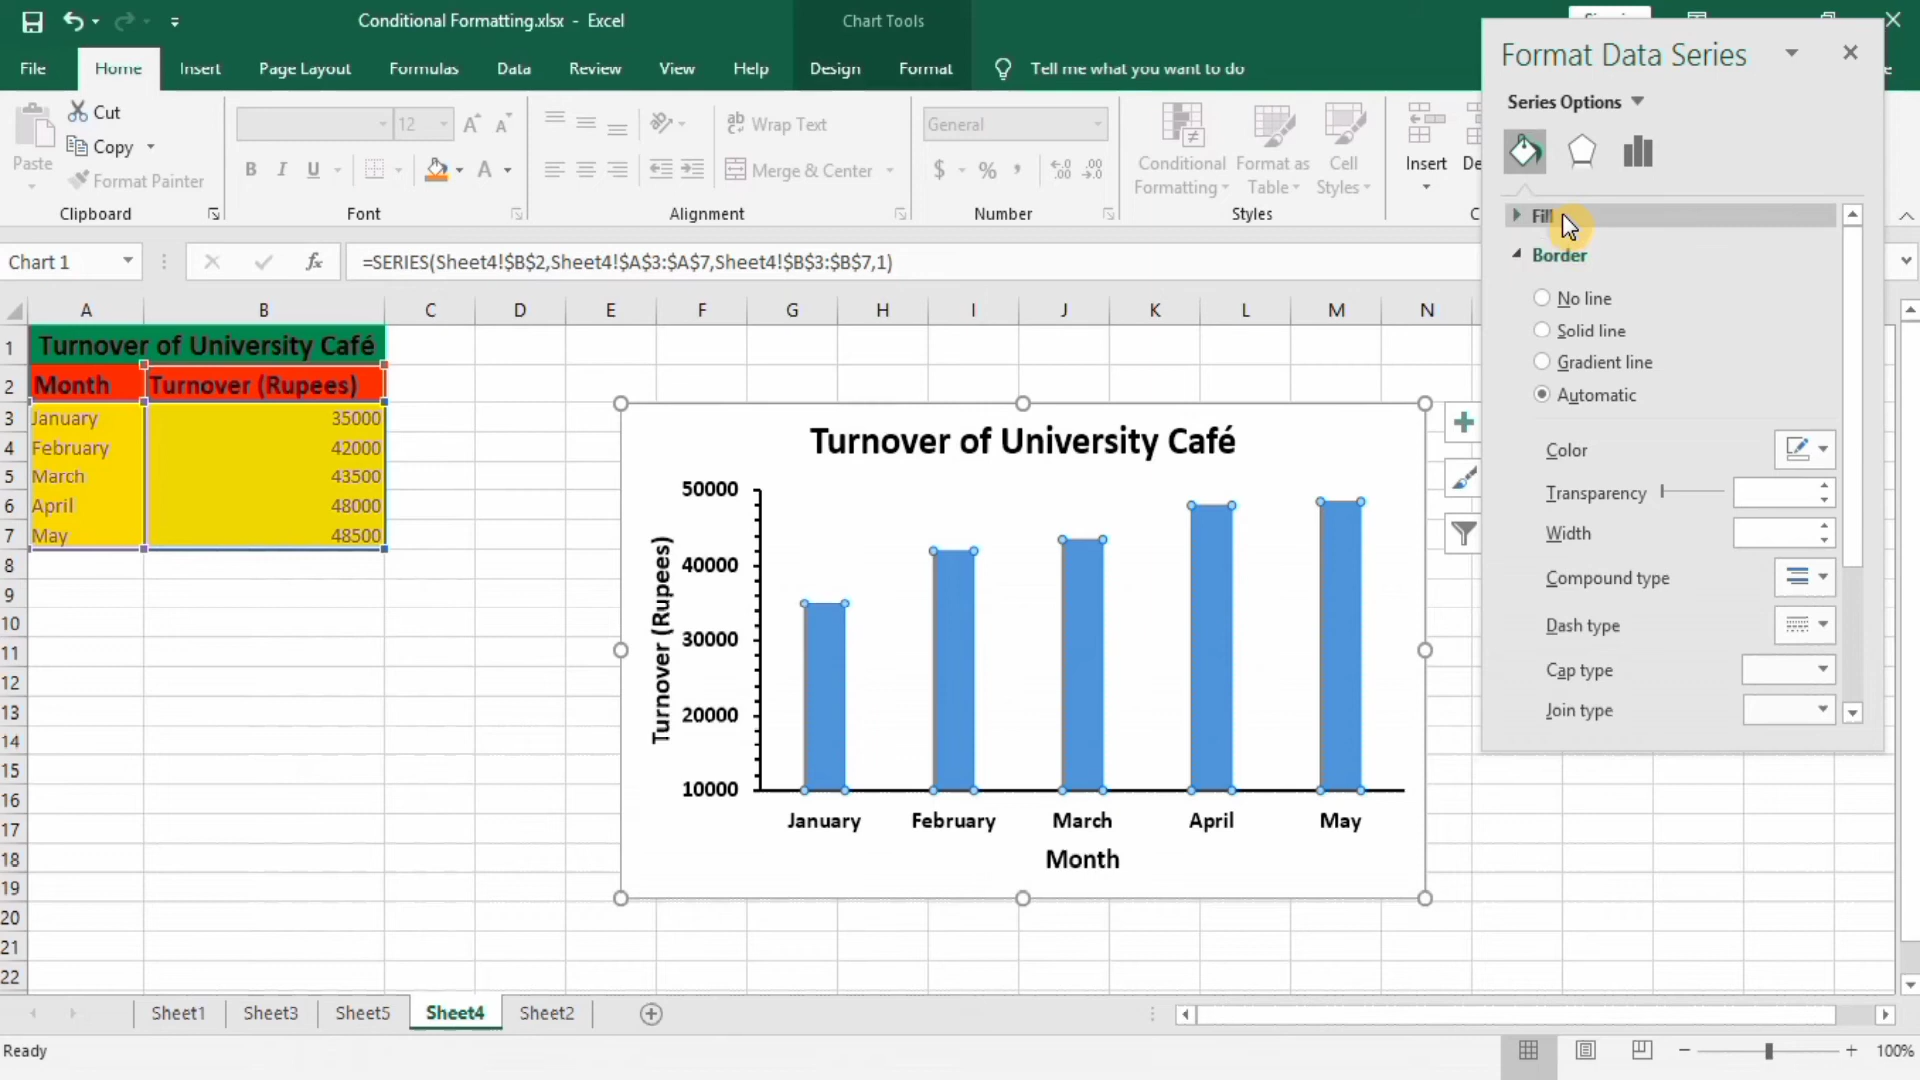 Conditional Formatting.xlsx - Excel
Chart Tools
File
Home
Insert
Page Layout
Formulas
Data
Review
View
Help
Design
Format
Tell me what you want to do
Paste
Cut
Copy
Format Painter
Clipboard
12
B I U
Font
Wrap Text
Merge & Center
Alignment
General
$ % ,
Number
Conditional
Formatting
Format as
Table
Cell
Styles
Styles
Insert
Chart 1
fx
=SERIES(Sheet4!$B$2,Sheet4!$A$3:$A$7,Sheet4!$B$3:$B$7,1)
A B C D E F G H I J K L M N
1 Turnover of University Café
2 Month Turnover (Rupees)
3 January 35000
4 February 42000
5 March 43500
6 April 48000
7 May 48500
8
9
10
11
12
13
14
15
16
17
18
19
20
21
22
Turnover of University Café
Turnover (Rupees)
50000
40000
30000
20000
10000
January February March April May
Month
Format Data Series
Series Options
Fill
Border
No line
Solid line
Gradient line
Automatic
Color
Transparency
Width
Compound type
Dash type
Cap type
Join type
Sheet1 Sheet3 Sheet5 Sheet4 Sheet2
Ready
100%